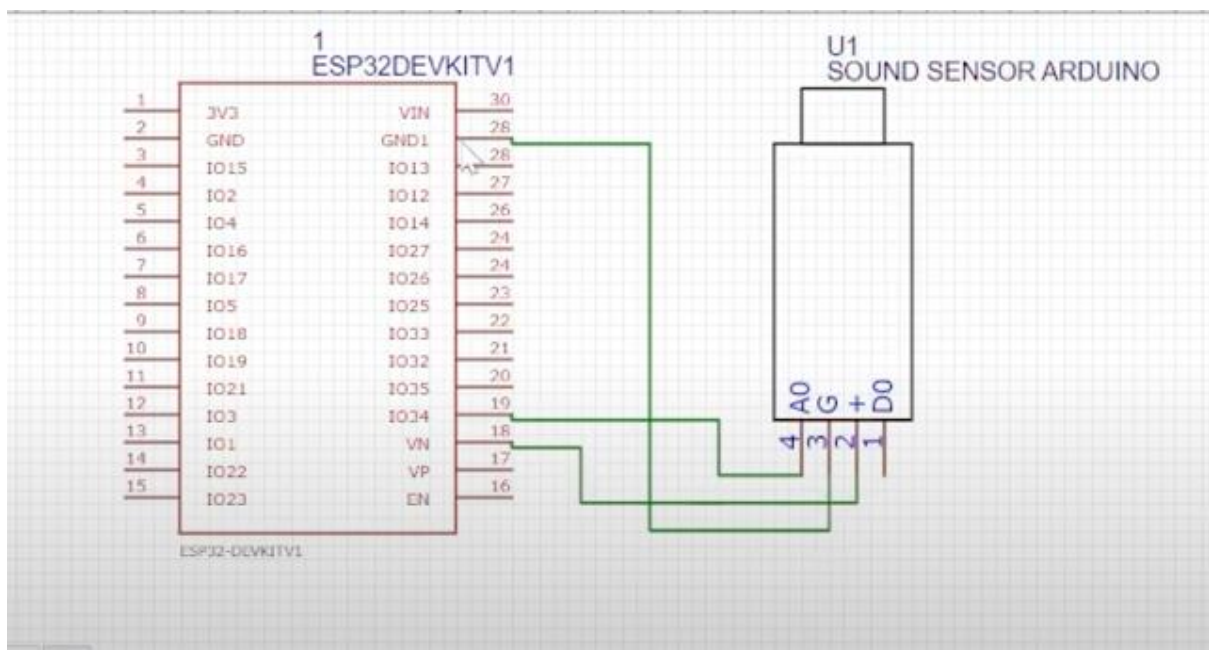 1
ESP32DEVKITV1
U1
SOUND SENSOR ARDUINO
1 3V3 VIN 30
2 GND GND1 28
3 IO15 IO13 28
4 IO2 IO12 27
5 IO4 IO14 26
6 IO16 IO27 24
7 IO17 IO26 24
8 IO5 IO25 23
9 IO18 IO33 22
10 IO19 IO32 21
11 IO21 IO35 20
12 IO3 IO34 19
13 IO1 VN 18
14 IO22 VP 17
15 IO23 EN 16
ESP32-DEVKITV1
A0 G + D0
4 3 2 1